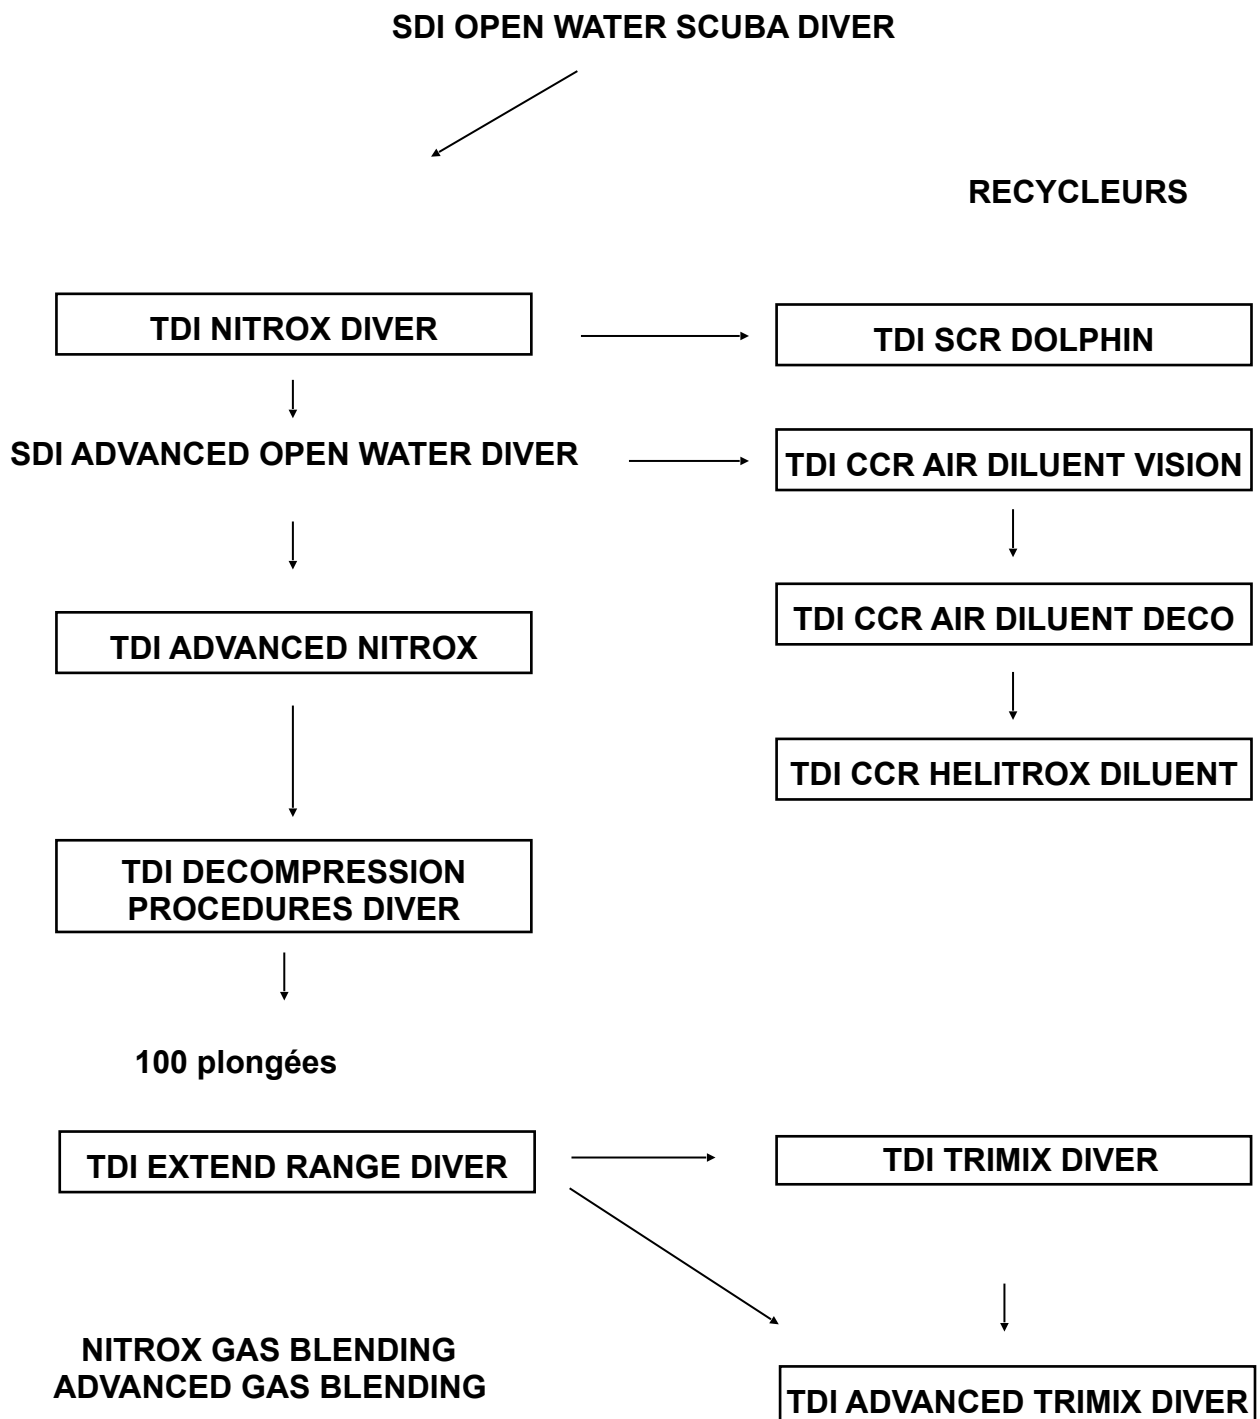 SDI OPEN WATER SCUBA DIVER
RECYCLEURS
TDI NITROX DIVER
TDI SCR DOLPHIN
SDI ADVANCED OPEN WATER DIVER
TDI CCR AIR DILUENT VISION
TDI CCR AIR DILUENT DECO
TDI ADVANCED NITROX
TDI CCR HELITROX DILUENT
TDI DECOMPRESSION
PROCEDURES DIVER
100 plongées
TDI EXTEND RANGE DIVER
TDI TRIMIX DIVER
NITROX GAS BLENDING
ADVANCED GAS BLENDING
TDI ADVANCED TRIMIX DIVER